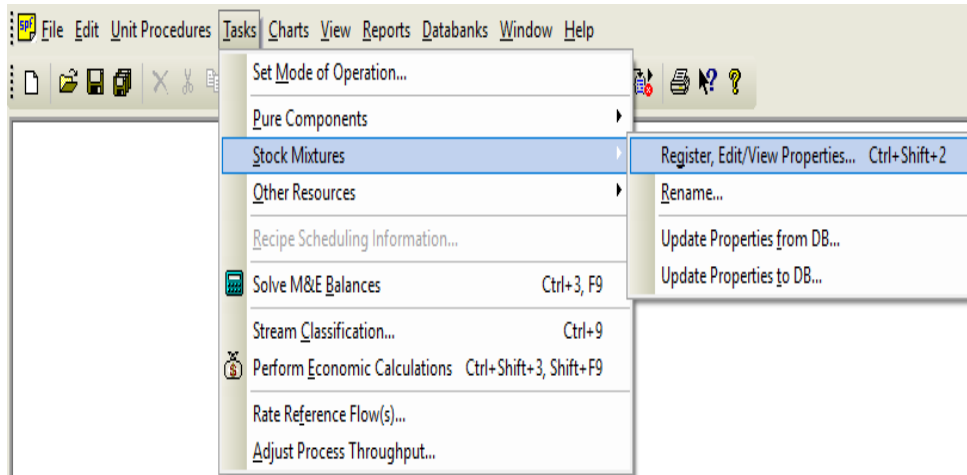 spf File Edit Unit Procedures Tasks Charts View Reports Databanks Window Help
Set Mode of Operation...
Pure Components
Stock Mixtures
Register, Edit/View Properties... Ctrl+Shift+2
Other Resources
Rename...
Recipe Scheduling Information...
Update Properties from DB...
Solve M&E Balances Ctrl+3, F9
Update Properties to DB...
Stream Classification... Ctrl+9
$ Perform Economic Calculations Ctrl+Shift+3, Shift+F9
Rate Reference Flow(s)...
Adjust Process Throughput...